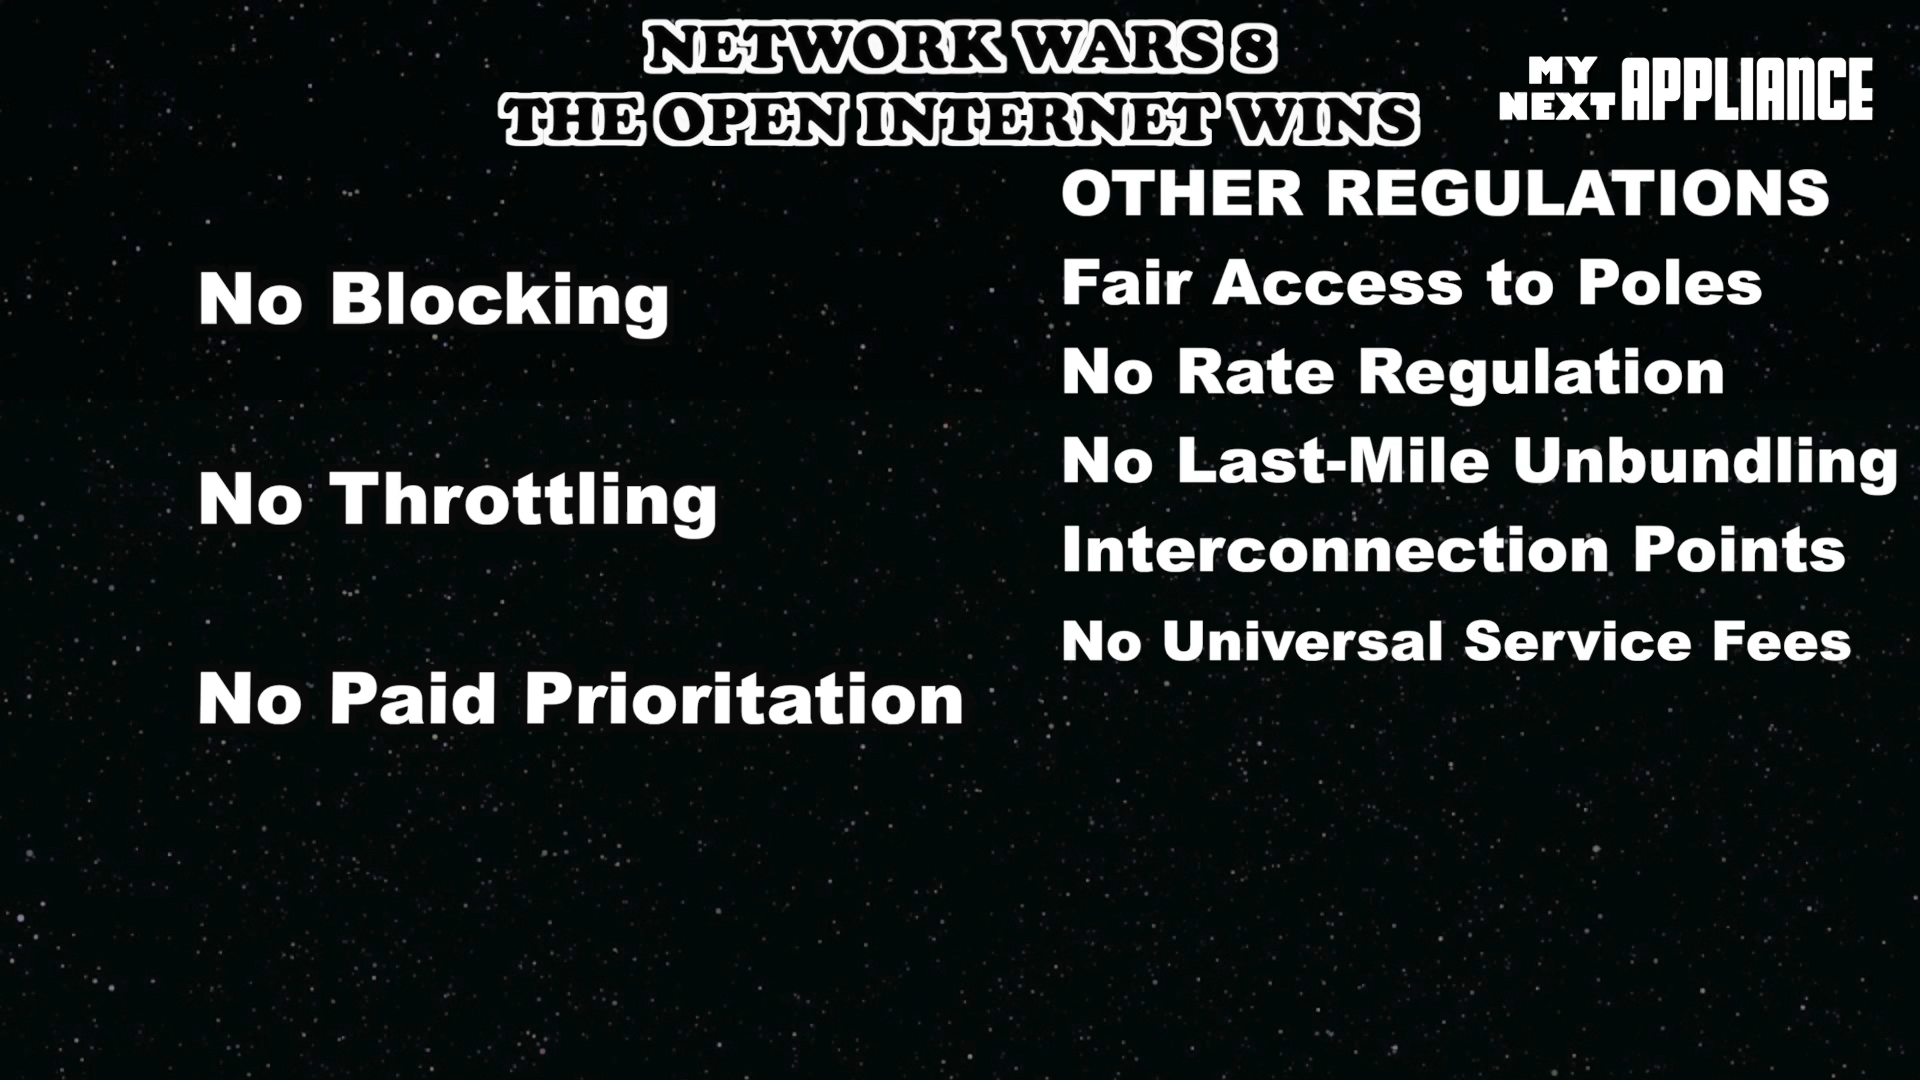 NETWORK WARS 8
THE OPEN INTERNET WINS
MY
NEXT APPLIANCE
No Blocking
No Throttling
No Paid Prioritation
OTHER REGULATIONS
Fair Access to Poles
No Rate Regulation
No Last-Mile Unbundling
Interconnection Points
No Universal Service Fees